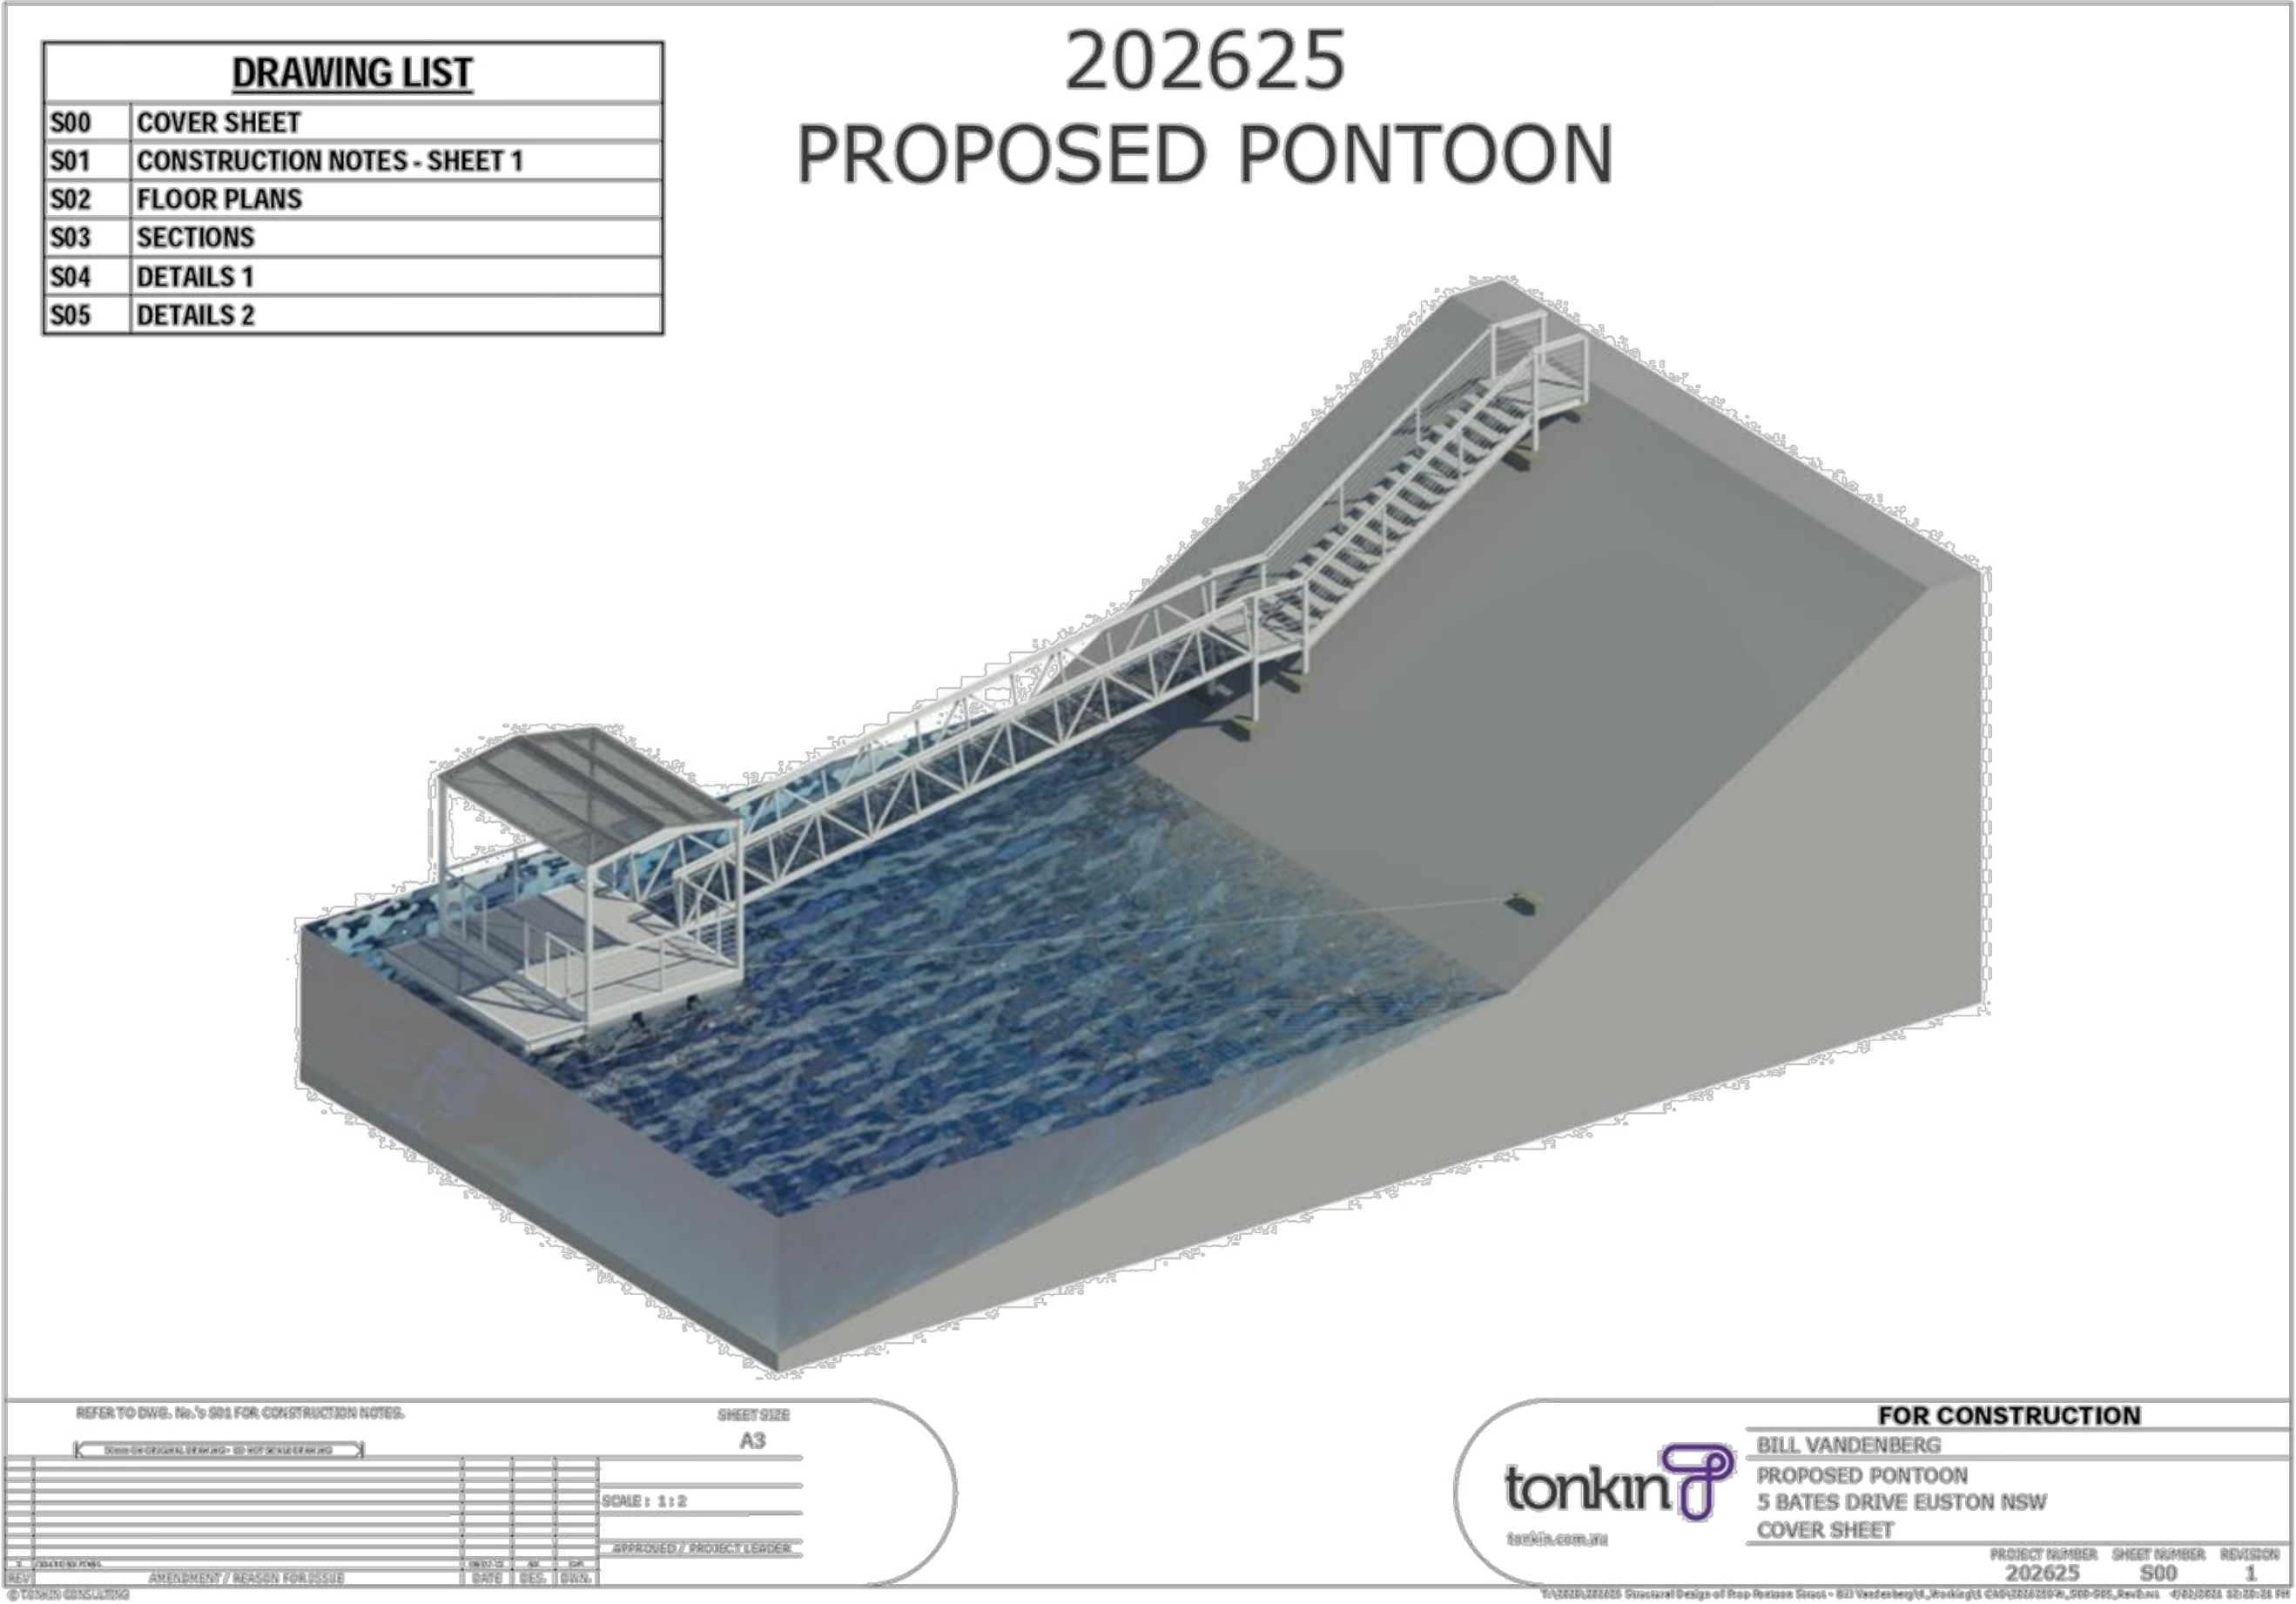 202625
PROPOSED PONTOON
DRAWING LIST
S00 COVER SHEET
S01 CONSTRUCTION NOTES - SHEET 1
S02 FLOOR PLANS
S03 SECTIONS
S04 DETAILS 1
S05 DETAILS 2
REFER TO DWG. No.'s S01 FOR CONSTRUCTION NOTES.
SHEET SIZE
A3
SCALE : 1 : 2
APPROVED / PROJECT LEADER
REV AMENDMENT / REASON FOR ISSUE DATE DES. DWN.
© TONKIN CONSULTING
tonkin
tonkin.com.au
FOR CONSTRUCTION
BILL VANDENBERG
PROPOSED PONTOON
5 BATES DRIVE EUSTON NSW
COVER SHEET
PROJECT NUMBER SHEET NUMBER REVISION
202625 S00 1